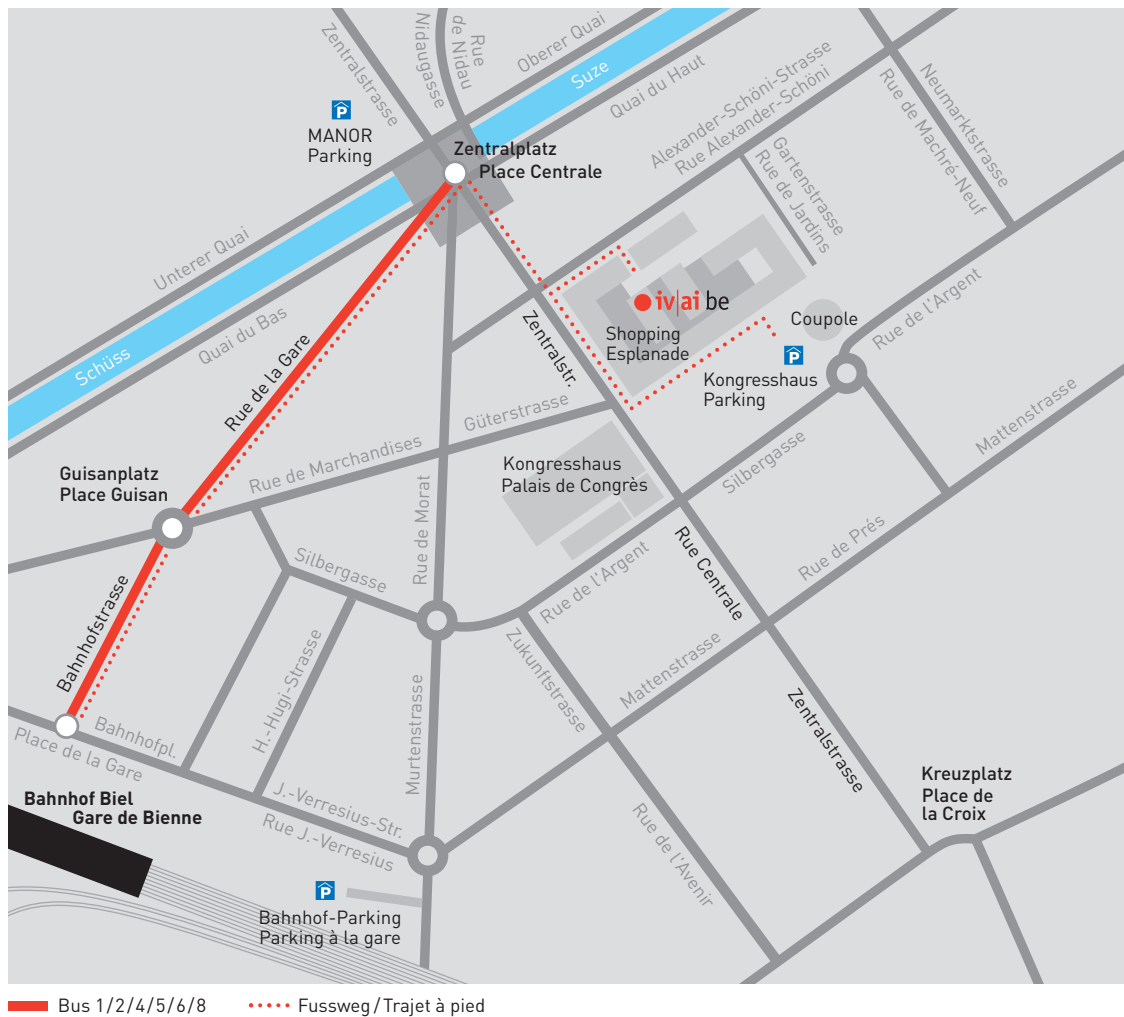 Zentralstrasse
Nidaugasse
Rue
de Nidau
Oberer Quai
Suze
Quai du Haut
Alexander-Schöni-Strasse
Rue Alexander-Schöni
Neumarktstrasse
Rue de Machré-Neuf
Gartenstrasse
Rue de Jardins
P
MANOR
Parking
Zentralplatz
Place Centrale
Unterer Quai
Schüss
Quai du Bas
Rue de la Gare
Zentralstr.
iv|ai be
Shopping
Esplanade
Coupole
P
Kongresshaus
Parking
Rue de l'Argent
Güterstrasse
Rue de Marchandises
Guisanplatz
Place Guisan
Kongresshaus
Palais de Congrès
Silbergasse
Mattenstrasse
Rue de Prés
Rue de Morat
Silbergasse
Rue de l'Argent
Rue Centrale
Bahnhofstrasse
H.-Hugi-Strasse
Zukunftstrasse
Mattenstrasse
Murtenstrasse
Zentralstrasse
Bahnhofpl.
Place de la Gare
Bahnhof Biel
Gare de Bienne
J.-Verresius-Str.
Rue J.-Verresius
Rue de l'Avenir
Kreuzplatz
Place de
la Croix
P
Bahnhof-Parking
Parking à la gare
Bus 1/2/4/5/6/8
Fussweg/Trajet à pied